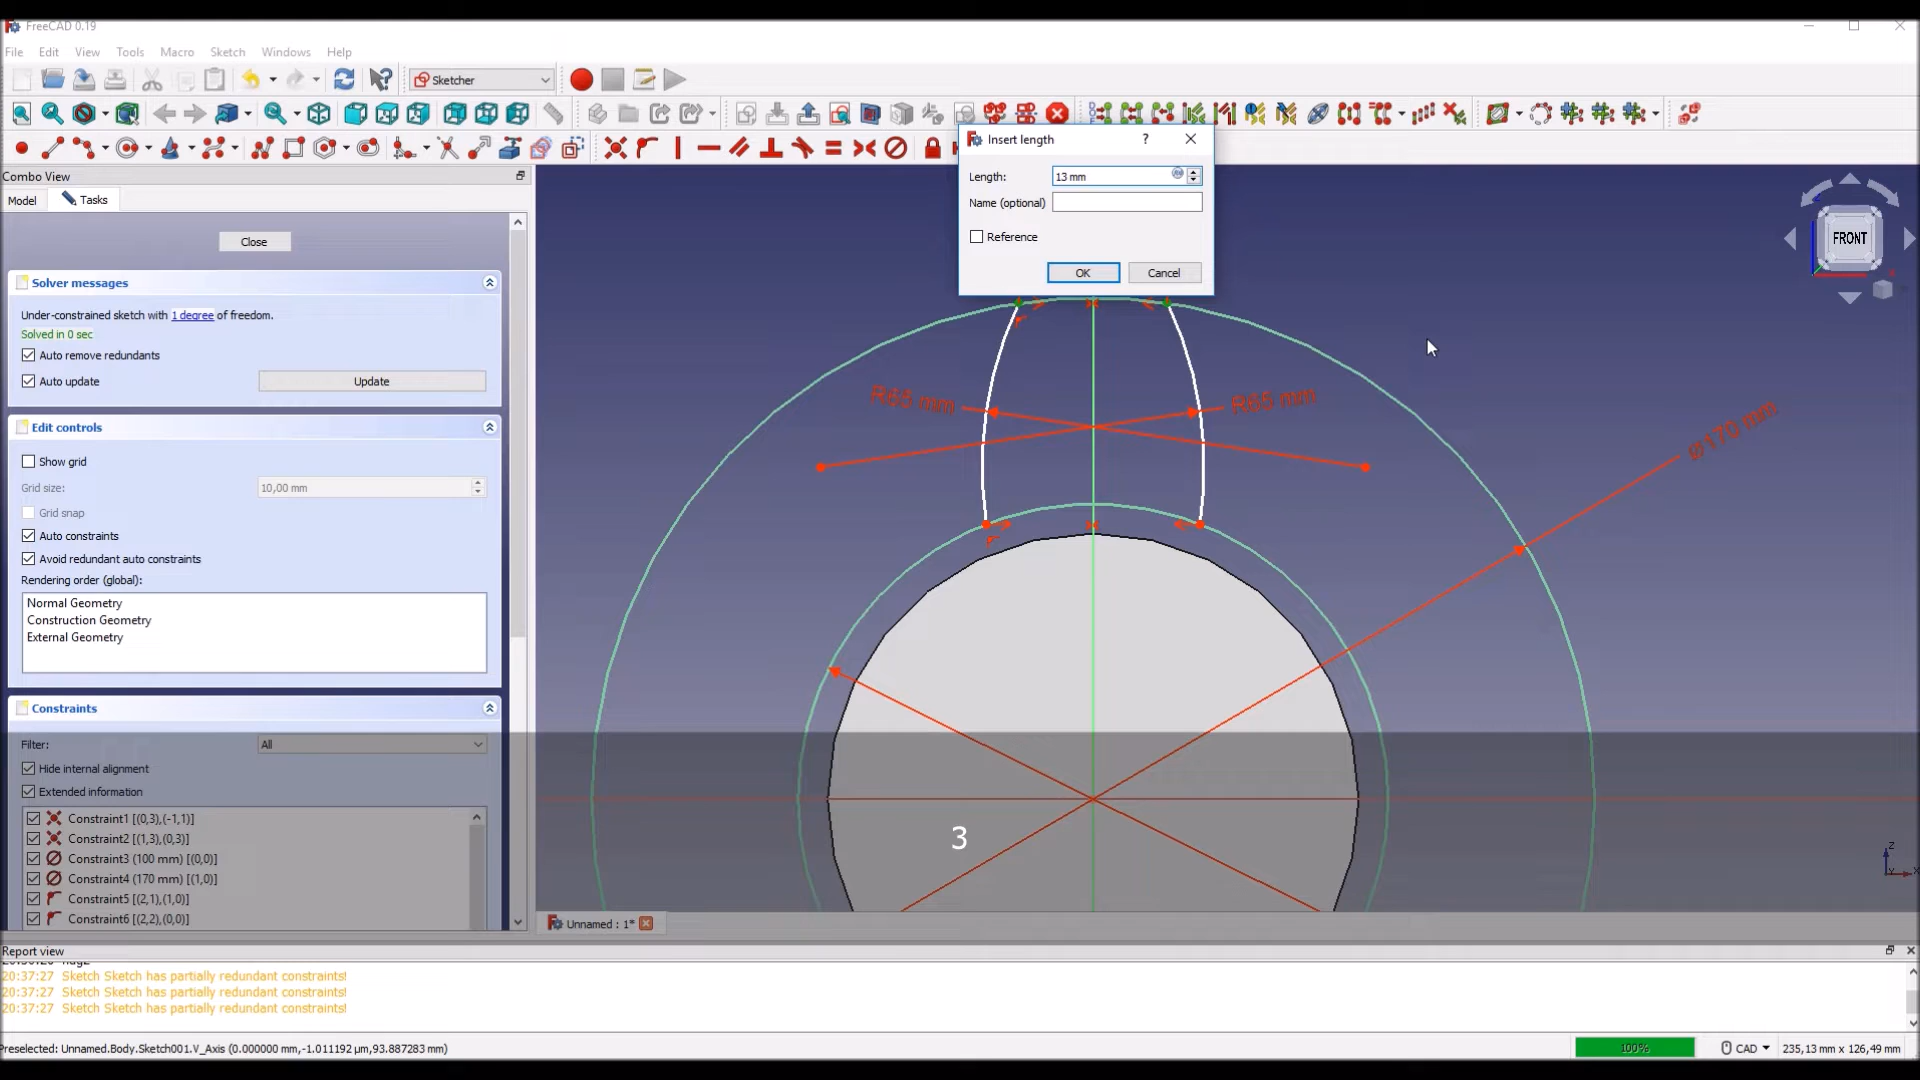 FreeCAD 0.19
File Edit View Tools Macro Sketch Windows Help
Sketcher
Combo View
Model Tasks
Close
Solver messages
Under-constrained sketch with 1 degree of freedom.
Solved in 0 sec
Auto remove redundants
Auto update
Update
Edit controls
Show grid
Grid size: 10,00 mm
Grid snap
Auto constraints
Avoid redundant auto constraints
Rendering order (global):
Normal Geometry
Construction Geometry
External Geometry
Constraints
Filter: All
Hide internal alignment
Extended information
Constraint1 [(0,3),(-1,1)]
Constraint2 [(1,3),(0,3)]
Constraint3 (100 mm) [(0,0)]
Constraint4 (170 mm) [(1,0)]
Constraint5 [(2,1),(1,0)]
Constraint6 [(2,2),(0,0)]
Insert length ?
Length: 13 mm
Name (optional)
Reference
OK Cancel
FRONT
R65 mm R65 mm
Ø170 mm
3
Z
X
Unnamed : 1*
Report view
20:37:27 Sketch Sketch has partially redundant constraints!
20:37:27 Sketch Sketch has partially redundant constraints!
20:37:27 Sketch Sketch has partially redundant constraints!
Preselected: Unnamed.Body.Sketch001.V_Axis (0.000000 mm,-1.011192 µm,93.887283 mm)
100% CAD 235,13 mm x 126,49 mm